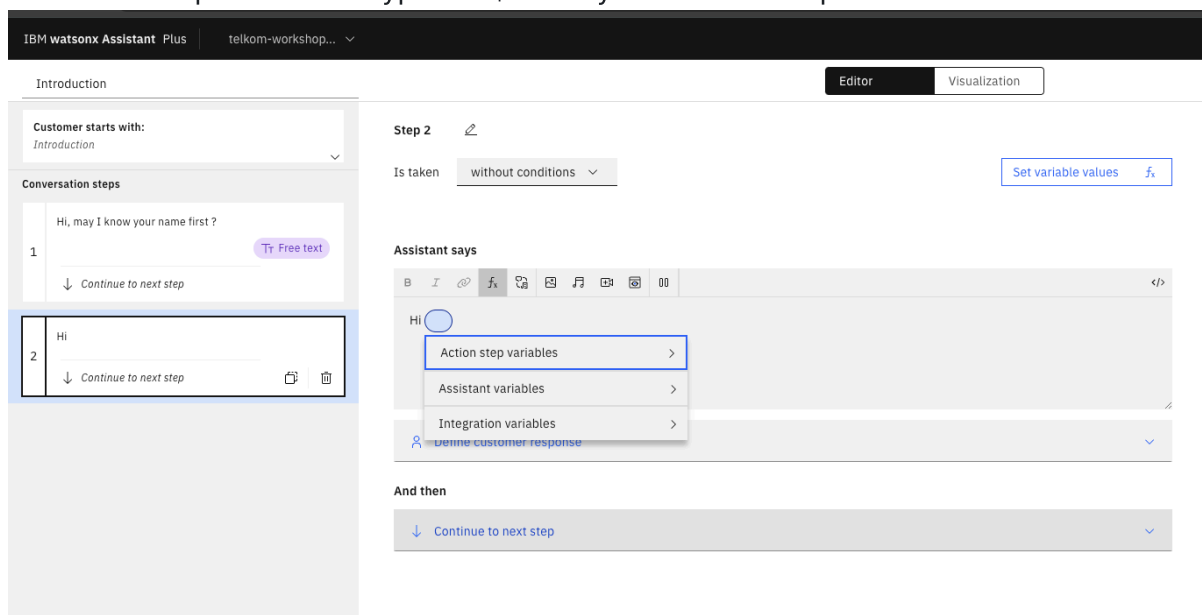 IBM watsonx Assistant Plus telkom-workshop...
Introduction
Editor Visualization
Customer starts with:
Introduction
Conversation steps
1
Hi, may I know your name first ?
Free text
Continue to next step
2
Hi
Continue to next step
Step 2
Is taken without conditions
Set variable values fx
Assistant says
B I fx </>
Hi
Action step variables
Assistant variables
Integration variables
Define customer response
And then
Continue to next step